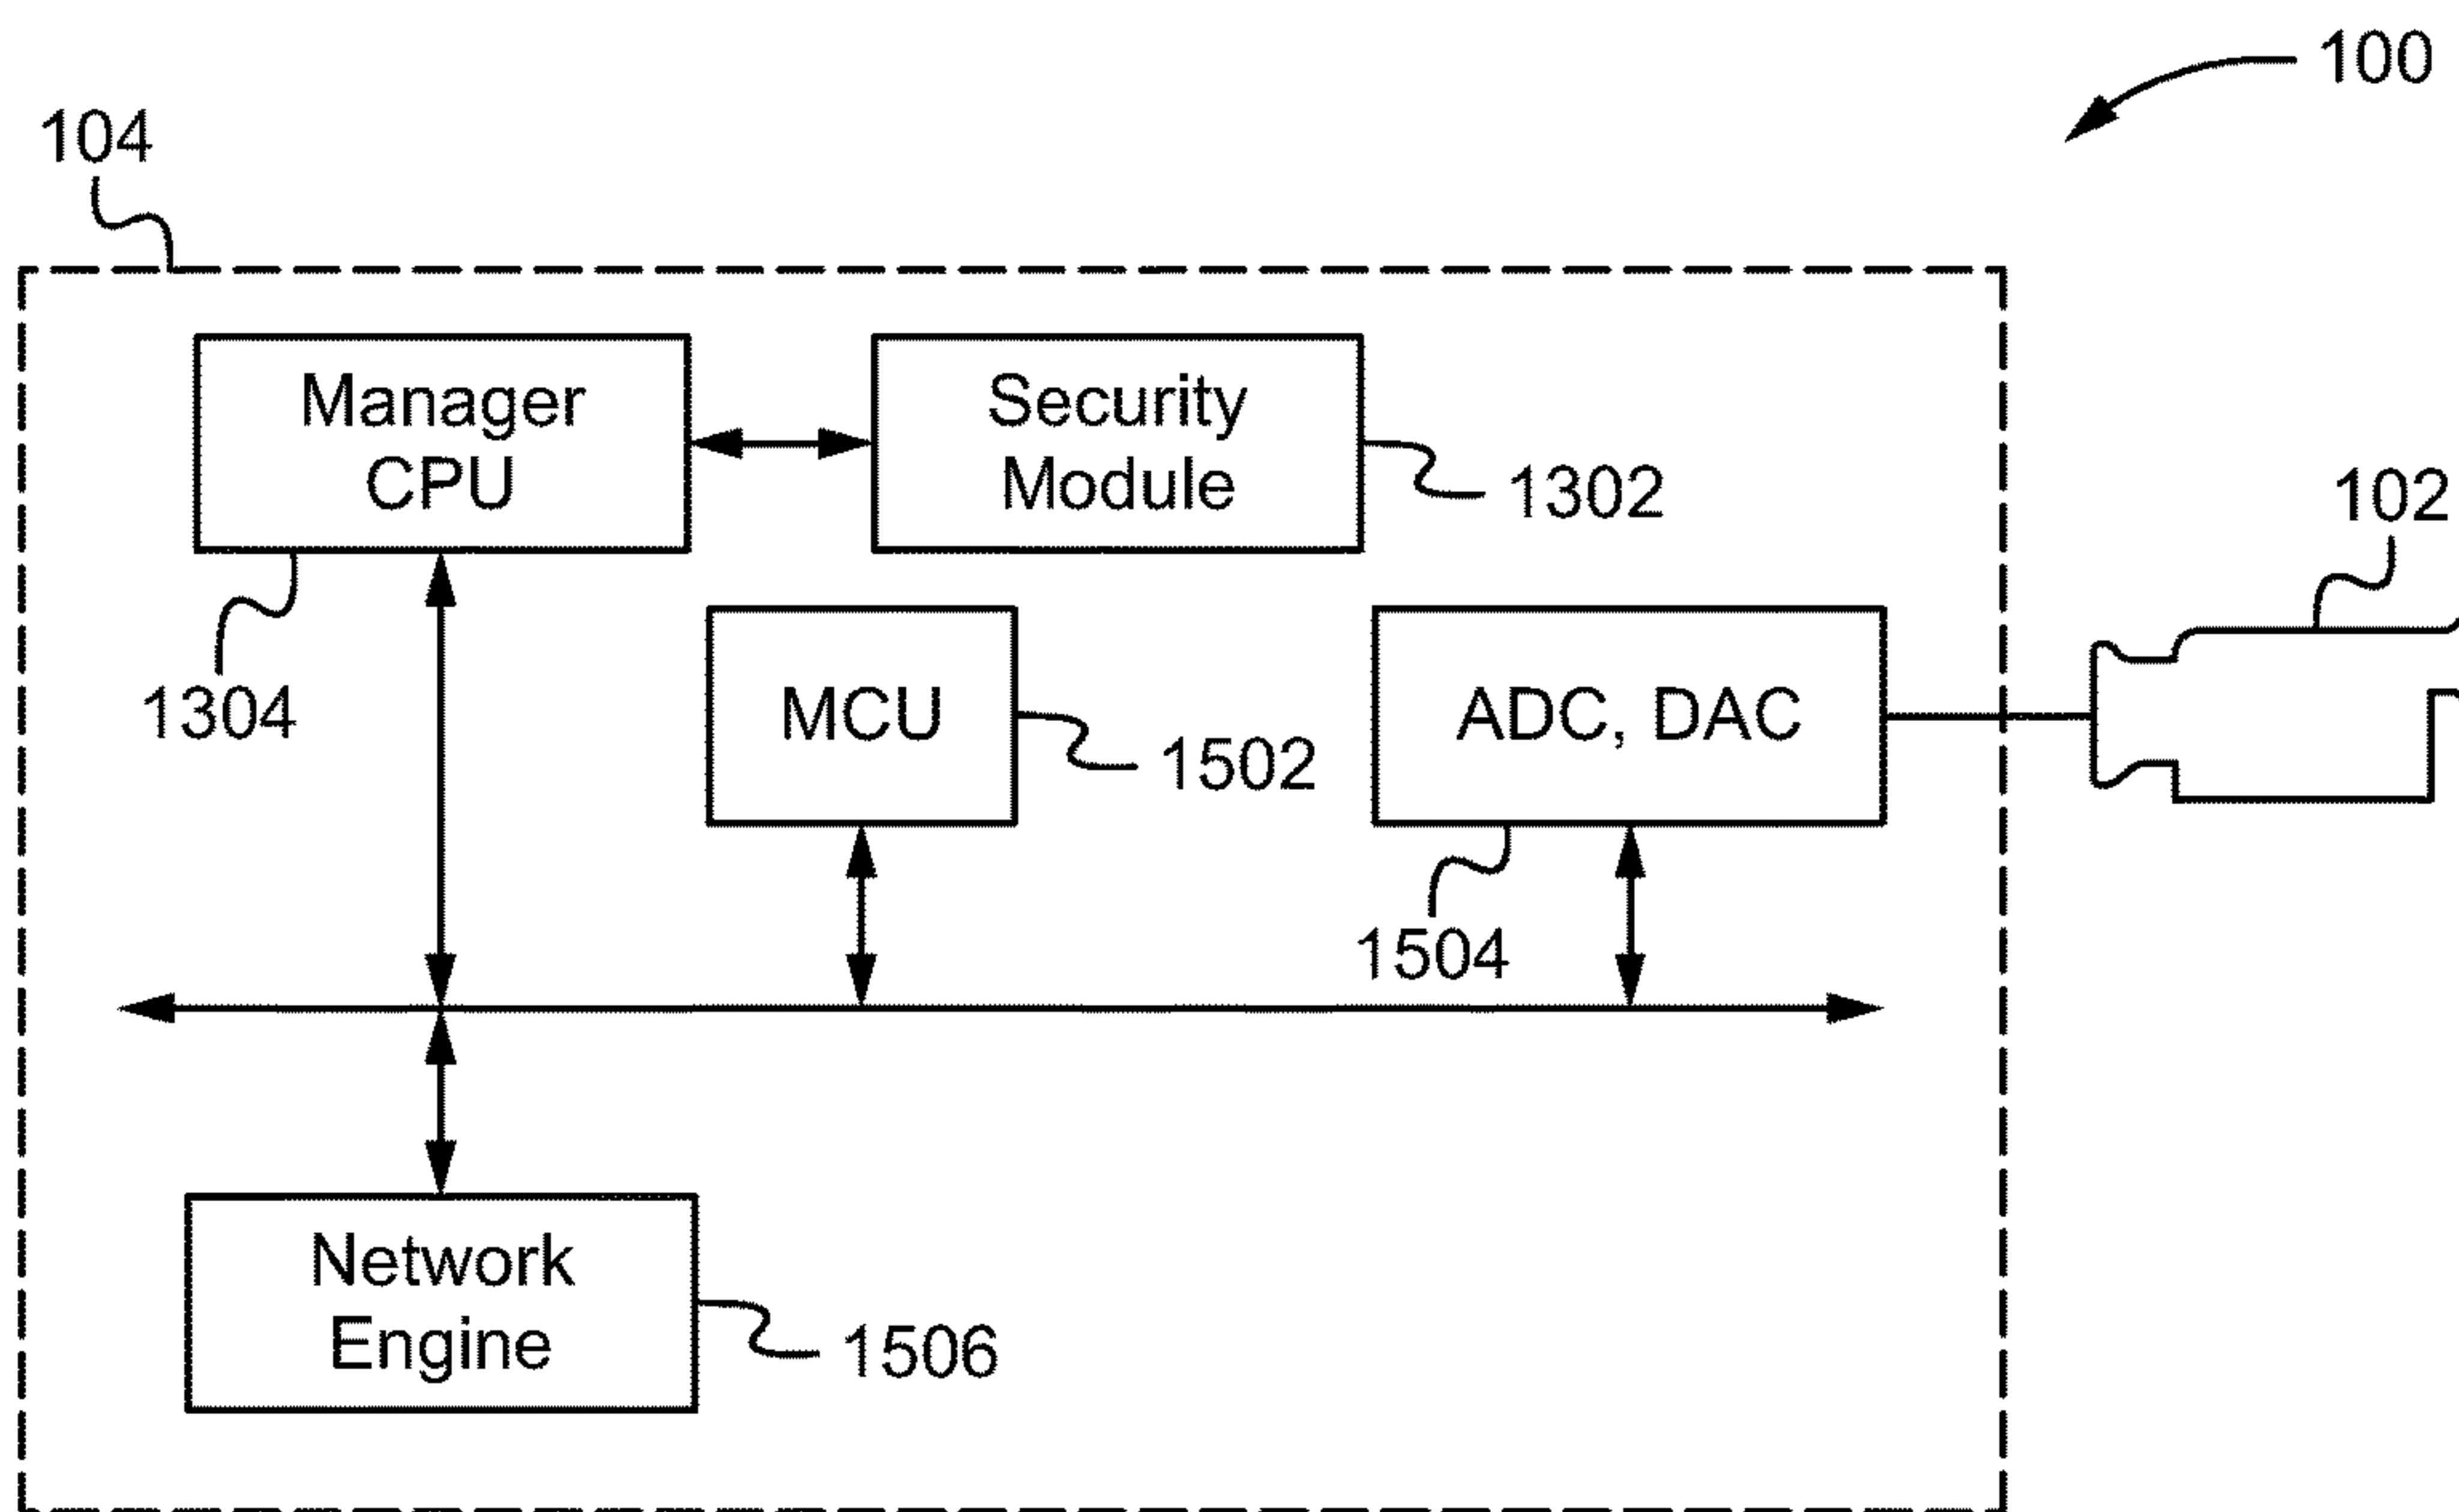 100
104
Manager
CPU
Security
Module
1302
102
1304
MCU
1502
ADC, DAC
1504
Network
Engine
1506